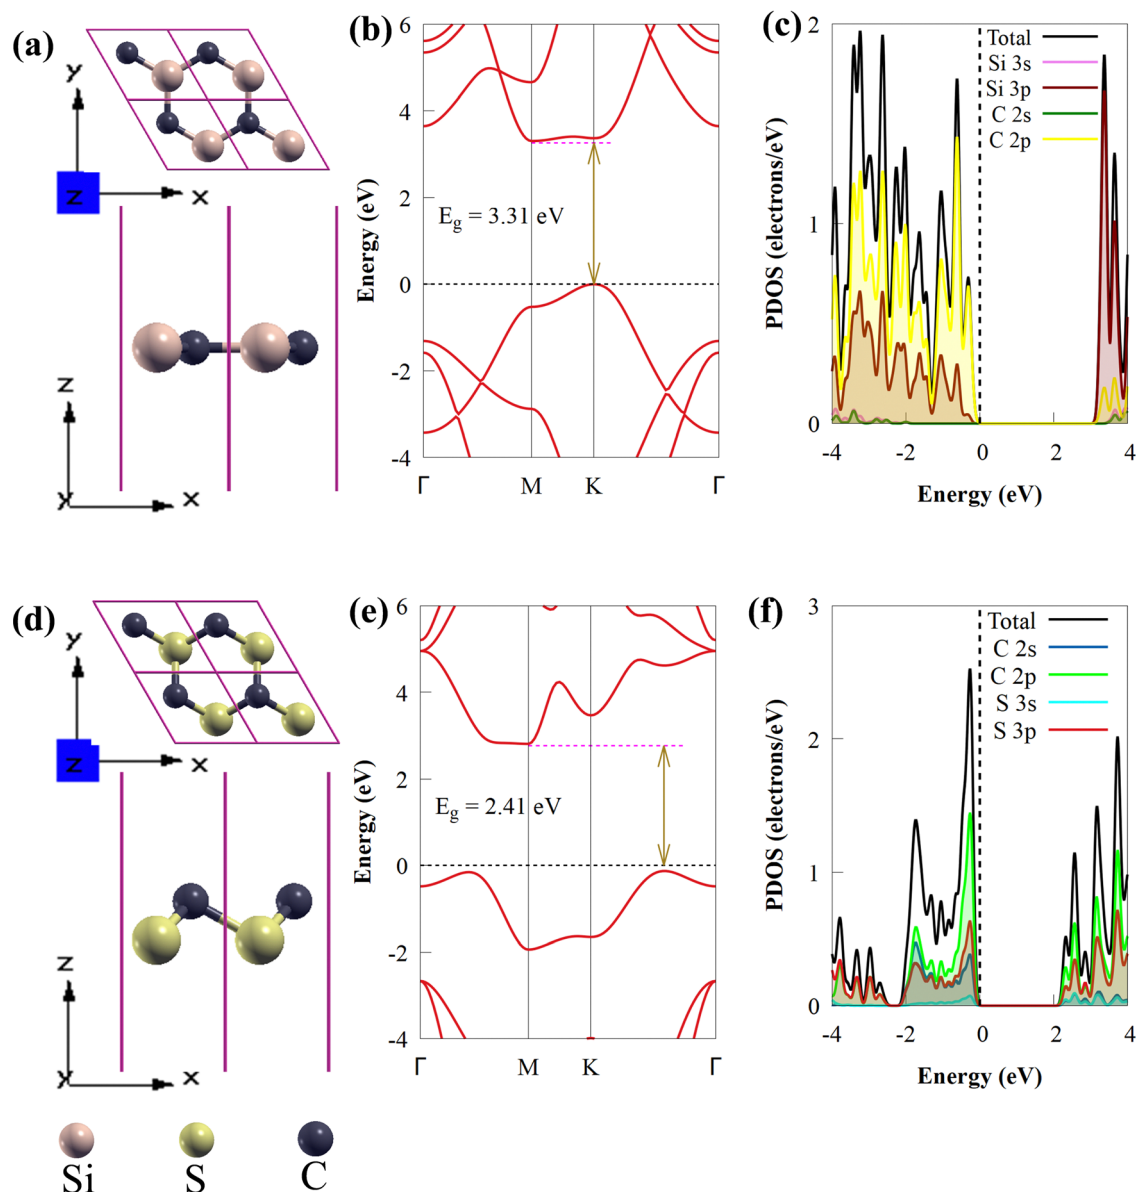 (a)
Y
Z
X
Z
Y
X
(b)
6
4
2
0
-2
-4
Energy (eV)
E_g = 3.31 eV
Γ
M
K
Γ
(c)
2
1
0
PDOS (electrons/eV)
Total
Si 3s
Si 3p
C 2s
C 2p
-4
-2
0
2
4
Energy (eV)
(d)
Y
Z
X
Z
Y
X
(e)
6
4
2
0
-2
-4
Energy (eV)
E_g = 2.41 eV
Γ
M
K
Γ
(f)
3
2
1
0
PDOS (electrons/eV)
Total
C 2s
C 2p
S 3s
S 3p
-4
-2
0
2
4
Energy (eV)
Si
S
C